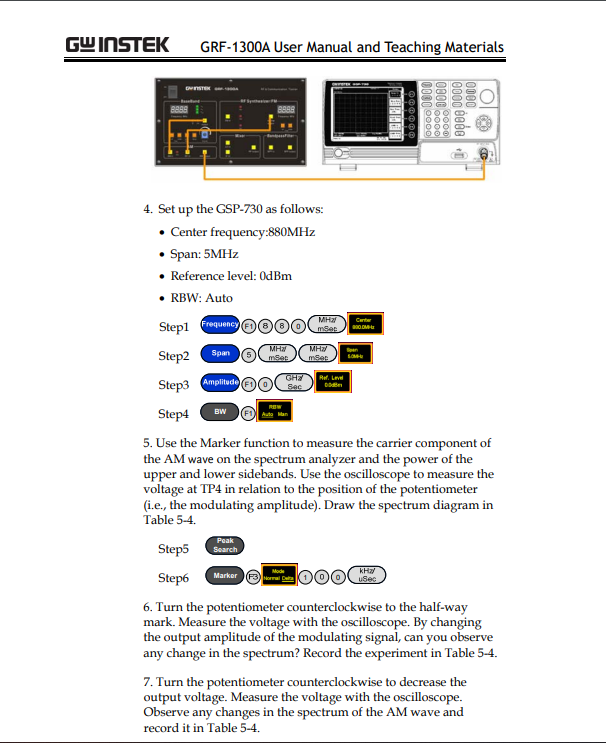 GWINSTEK GRF-1300A User Manual and Teaching Materials
4. Set up the GSP-730 as follows:
• Center frequency:880MHz
• Span: 5MHz
• Reference level: 0dBm
• RBW: Auto
Step1 Frequency F1 8 8 0 MHz/ mSec Center 880.0MHz
Step2 Span 5 MHz/ mSec MHz/ mSec Span 5.0MHz
Step3 Amplitude F1 0 GHz/ Sec Ref. Level 0.0dBm
Step4 BW F1 RBW Auto Man
5. Use the Marker function to measure the carrier component of
the AM wave on the spectrum analyzer and the power of the
upper and lower sidebands. Use the oscilloscope to measure the
voltage at TP4 in relation to the position of the potentiometer
(i.e., the modulating amplitude). Draw the spectrum diagram in
Table 5-4.
Step5 Peak Search
Step6 Marker F3 Mode Normal Delta 1 0 0 kHz/ uSec
6. Turn the potentiometer counterclockwise to the half-way
mark. Measure the voltage with the oscilloscope. By changing
the output amplitude of the modulating signal, can you observe
any change in the spectrum? Record the experiment in Table 5-4.
7. Turn the potentiometer counterclockwise to decrease the
output voltage. Measure the voltage with the oscilloscope.
Observe any changes in the spectrum of the AM wave and
record it in Table 5-4.